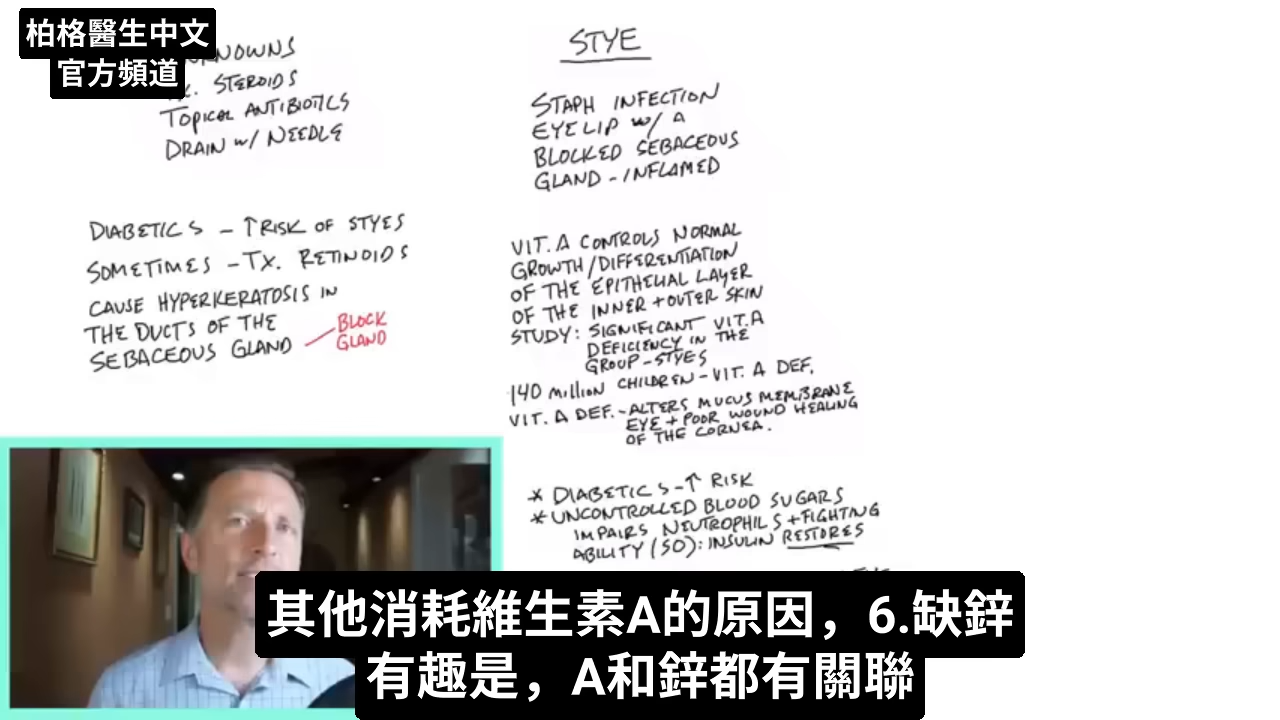 柏格醫生中文
官方頻道
STEROIDS
TOPICAL ANTIBIOTICS
DRAIN W/ NEEDLE
DIABETICS - ↑ RISK OF STYES
SOMETIMES - TX. RETINOIDS
CAUSE HYPERKERATOSIS IN
THE DUCTS OF THE
SEBACEOUS GLAND
BLOCK
GLAND
STYE
STAPH INFECTION
EYELIP W/ A
BLOCKED SEBACEOUS
GLAND - INFLAMED
VIT. A CONTROLS NORMAL
GROWTH/DIFFERENTIATION
OF THE EPITHELIAL LAYER
OF THE INNER + OUTER SKIN
STUDY: SIGNIFICANT VIT. A
DEFICIENCY IN THE
GROUP - STYES
140 MILLION CHILDREN - VIT. A DEF.
VIT. A DEF. - ALTERS MUCUS MEMBRANE
EYE + POOR WOUND HEALING
OF THE CORNEA.
* DIABETICS - ↑ RISK
* UNCONTROLLED BLOOD SUGARS
IMPAIRS NEUTROPHILS + FIGHTING
ABILITY (SO): INSULIN RESTORES
其他消耗維生素A的原因，6.缺鋅
有趣是，A和鋅都有關聯